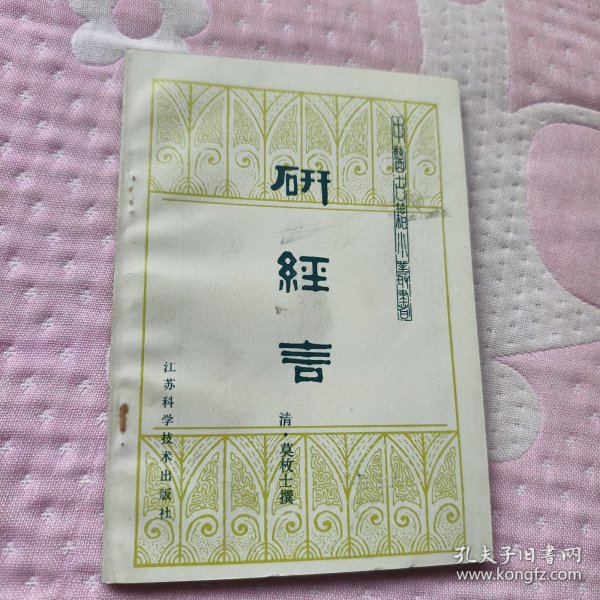 中医古籍小叢書
研經言
清·莫枚士撰
江苏科学技术出版社
孔夫子旧书网
www.kongfz.com